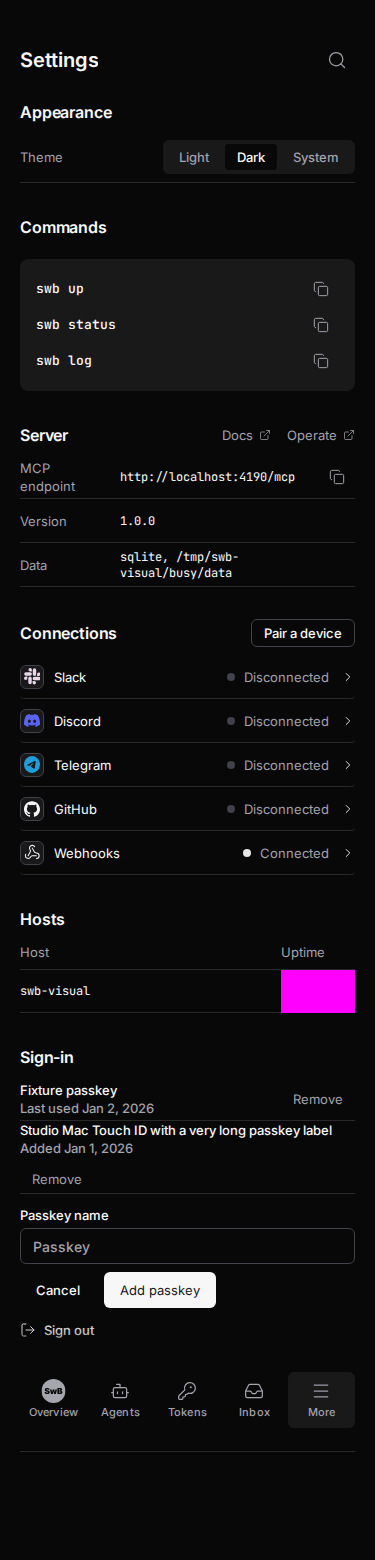 Settings
Appearance
Theme
Light
Dark
System
Commands
swb up
swb status
swb log
Server
Docs
Operate
MCP
endpoint
http://localhost:4190/mcp
Version
1.0.0
Data
sqlite, /tmp/swb-
visual/busy/data
Connections
Pair a device
Slack
Disconnected
Discord
Disconnected
Telegram
Disconnected
GitHub
Disconnected
Webhooks
Connected
Hosts
Host
Uptime
swb-visual
Sign-in
Fixture passkey
Last used Jan 2, 2026
Remove
Studio Mac Touch ID with a very long passkey label
Added Jan 1, 2026
Remove
Passkey name
Passkey
Cancel
Add passkey
Sign out
SwB
Overview
Agents
Tokens
Inbox
More